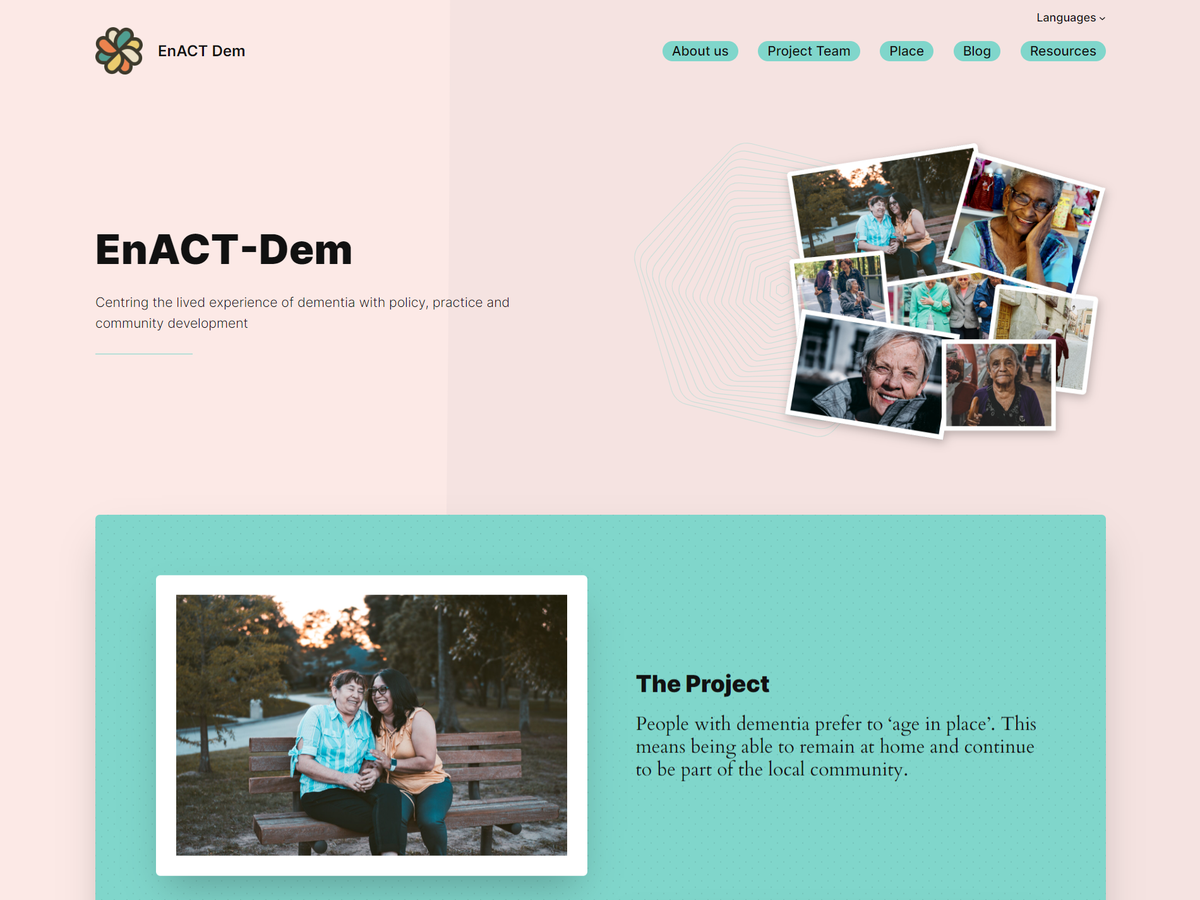 Languages
EnACT Dem
About us
Project Team
Place
Blog
Resources
EnACT-Dem
Centring the lived experience of dementia with policy, practice and
community development
The Project
People with dementia prefer to ‘age in place’. This
means being able to remain at home and continue
to be part of the local community.